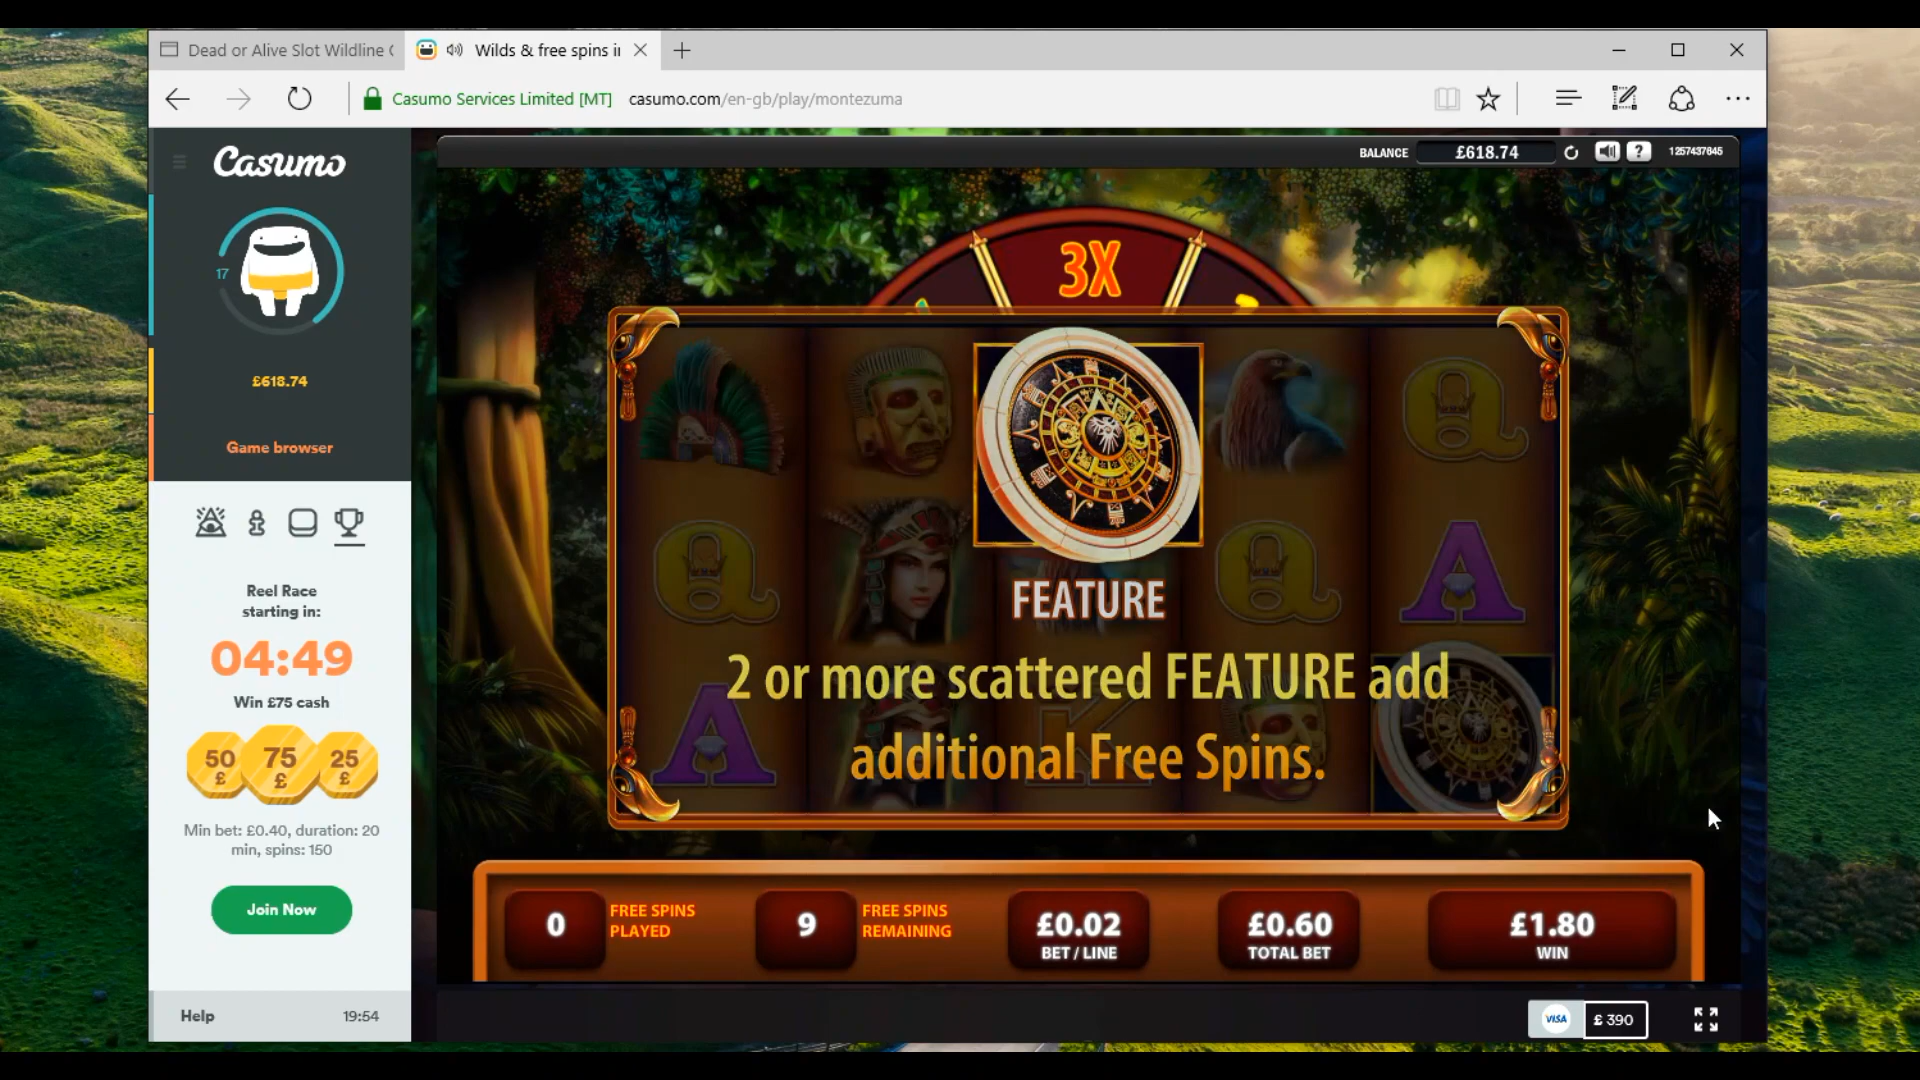 Dead or Alive Slot Wildline
Wilds & free spins
Casumo Services Limited [MT] casumo.com/en-gb/play/montezuma
Casumo
17
£618.74
Game browser
Reel Race
starting in:
04:49
Win £75 cash
50 £
75 £
25 £
Min bet: £0.40, duration: 20
min, spins: 150
Join Now
Help 19:54
BALANCE £618.74 ? 1257437645
3X
Q
Q
Q
A
A
K
FEATURE
2 or more scattered FEATURE add
additional Free Spins.
0 FREE SPINS PLAYED
9 FREE SPINS REMAINING
£0.02
BET / LINE
£0.60
TOTAL BET
£1.80
WIN
VISA £ 390